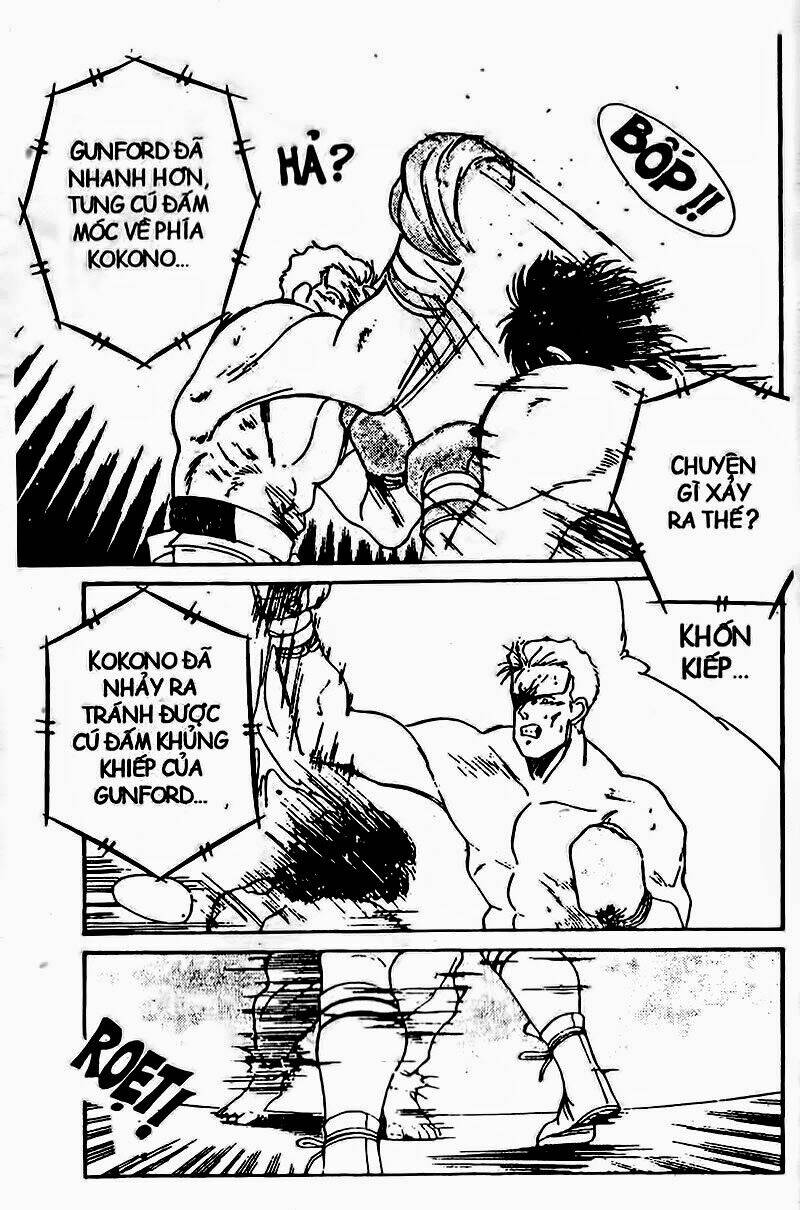 GUNFORD ĐÃ
NHANH HƠN,
TUNG CÚ ĐẤM
MÓC VỀ PHÍA
KOKONO...
HẢ?
BỐP!!
CHUYỆN
GÌ XẢY
RA THẾ?
KHỐN
KIẾP...
KOKONO ĐÃ
NHẢY RA
TRÁNH ĐƯỢC
CÚ ĐẤM KHỦNG
KHIẾP CỦA
GUNFORD...
ROẸT!!